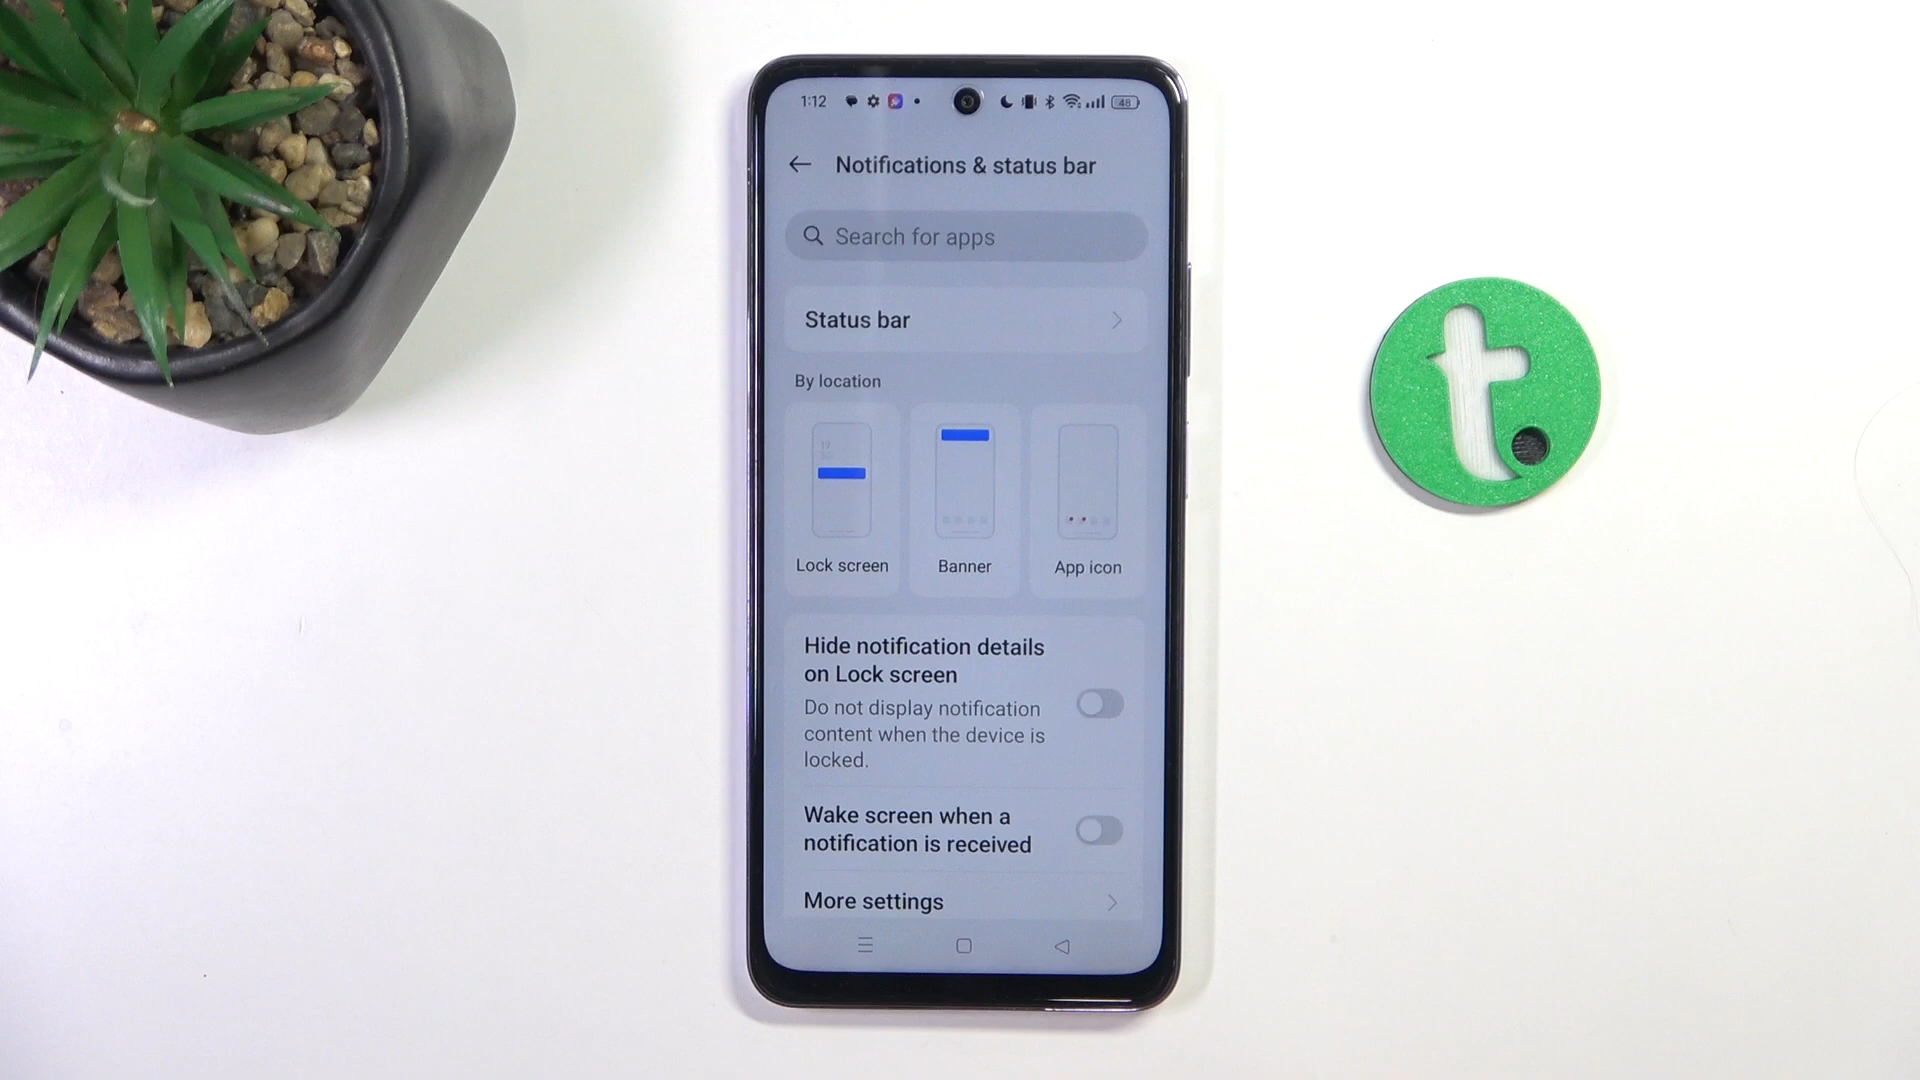 1:12
48
Notifications & status bar
Search for apps
Status bar
By location
19
Lock screen
Banner
App icon
Hide notification details
on Lock screen
Do not display notification
content when the device is
locked.
Wake screen when a
notification is received
More settings
t.